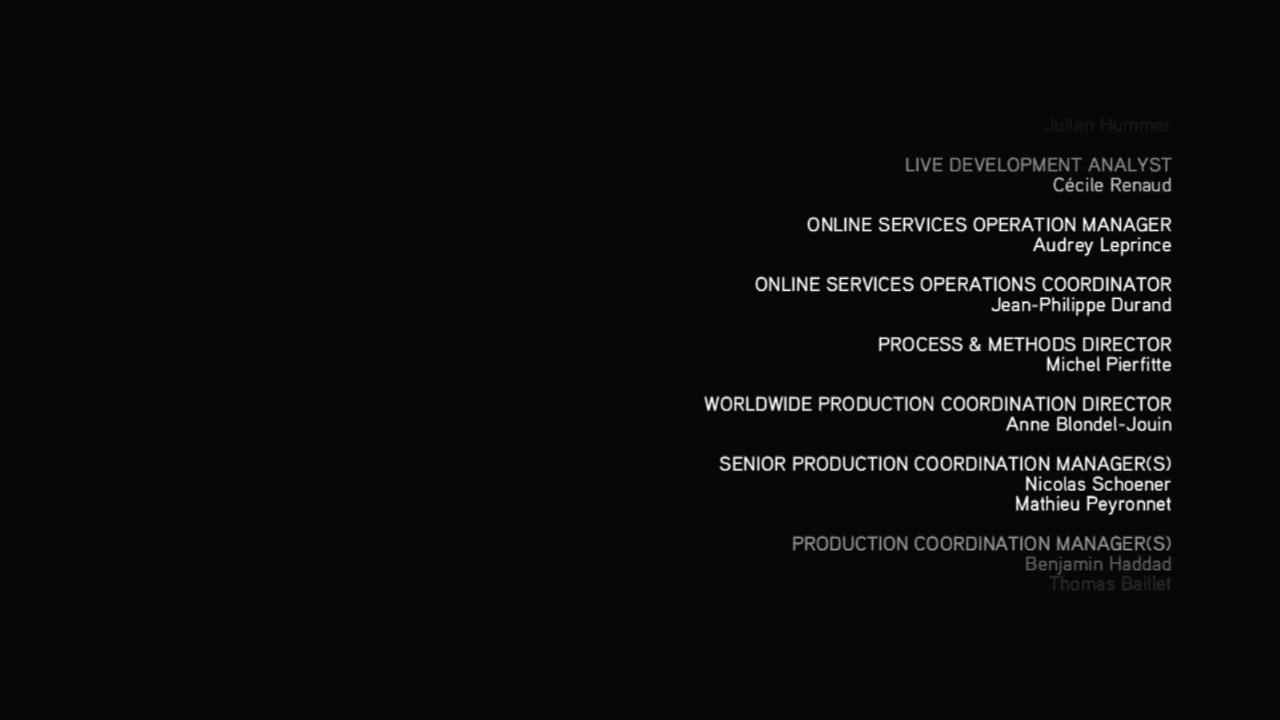 Julien Hummer
LIVE DEVELOPMENT ANALYST
Cécile Renaud
ONLINE SERVICES OPERATION MANAGER
Audrey Leprince
ONLINE SERVICES OPERATIONS COORDINATOR
Jean-Philippe Durand
PROCESS & METHODS DIRECTOR
Michel Pierfitte
WORLDWIDE PRODUCTION COORDINATION DIRECTOR
Anne Blondel-Jouin
SENIOR PRODUCTION COORDINATION MANAGER(S)
Nicolas Schoener
Mathieu Peyronnet
PRODUCTION COORDINATION MANAGER(S)
Benjamin Haddad
Thomas Baillet